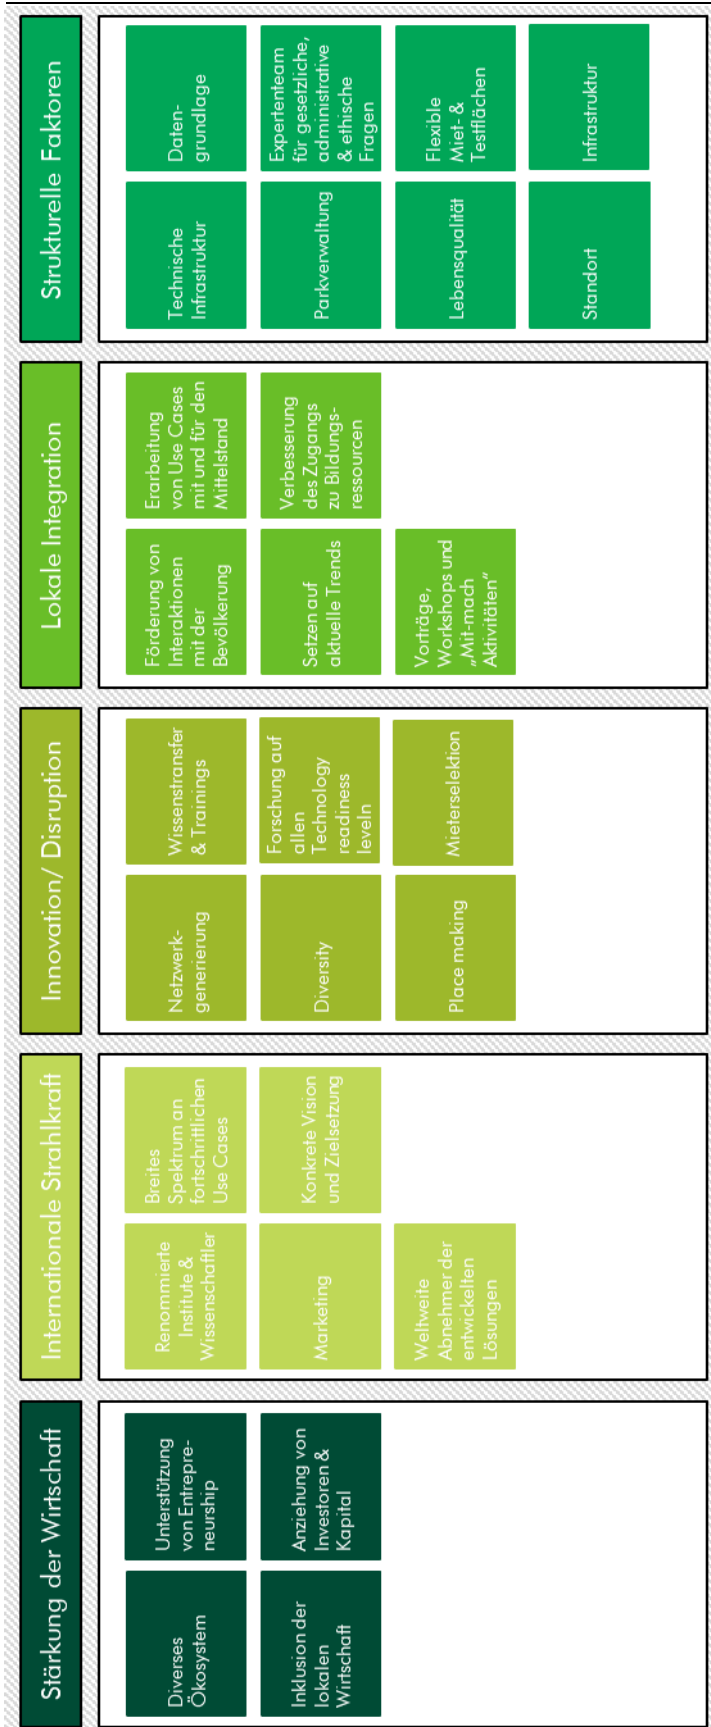 Stärkung der Wirtschaft
Diverses
Ökosystem
Unterstützung
von Entrepre-
neurship
Inklusion der
lokalen
Wirtschaft
Anziehung von
Investoren &
Kapital
Internationale Strahlkraft
Renommierte
Institute &
Wissenschaftler
Breites
Spektrum an
fortschrittlichen
Use Cases
Marketing
Konkrete Vision
und Zielsetzung
Weltweite
Abnehmer der
entwickelten
Lösungen
Innovation/ Disruption
Netzwerk-
generierung
Wissenstransfer
& Trainings
Diversity
Forschung auf
allen
Technology
readiness
leveln
Place making
Mieterselektion
Lokale Integration
Förderung von
Interaktionen
mit der
Bevölkerung
Erarbeitung
von Use Cases
mit und für den
Mittelstand
Setzen auf
aktuelle Trends
Verbesserung
des Zugangs
zu Bildungs-
ressourcen
Vorträge,
Workshops und
„Mit-mach
Aktivitäten“
Strukturelle Faktoren
Technische
Infrastruktur
Daten-
grundlage
Parkverwaltung
Expertenteam
für gesetzliche,
administrative
& ethische
Fragen
Lebensqualität
Flexible
Miet- &
Testflächen
Standort
Infrastruktur